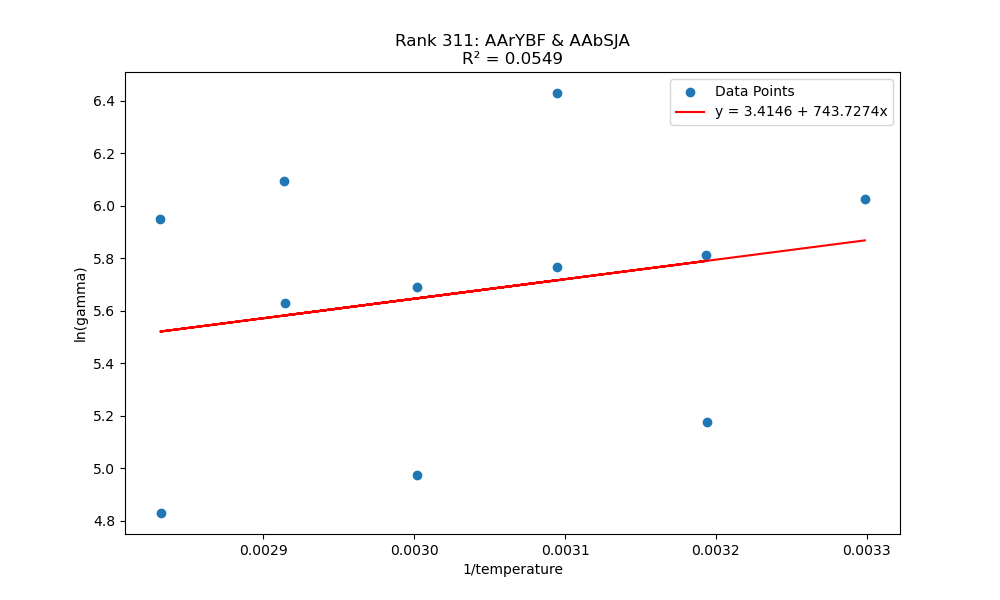 Rank 311: AArYBF & AAbSJA
R² = 0.0549
Data Points
y = 3.4146 + 743.7274x
ln(gamma)
6.4
6.2
6.0
5.8
5.6
5.4
5.2
5.0
4.8
0.0029 0.0030 0.0031 0.0032 0.0033
1/temperature